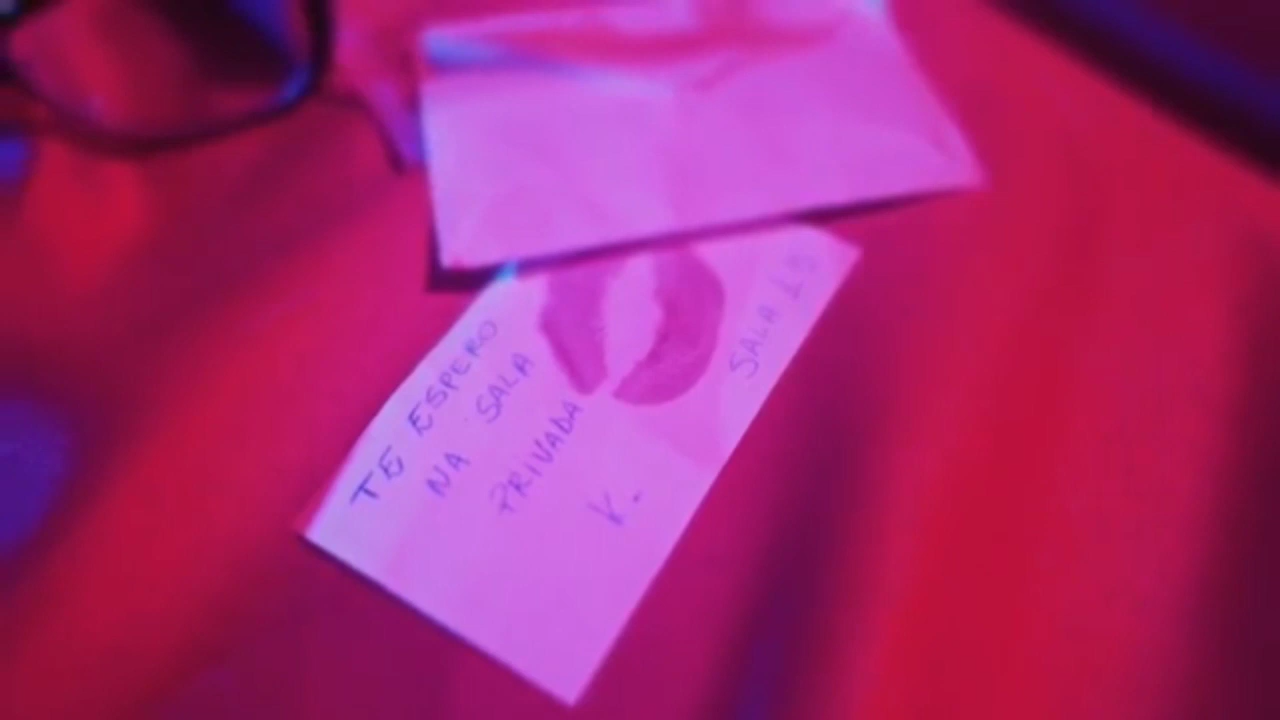 TE ESPERO
NA SALA
PRIVADA
K.
SALA